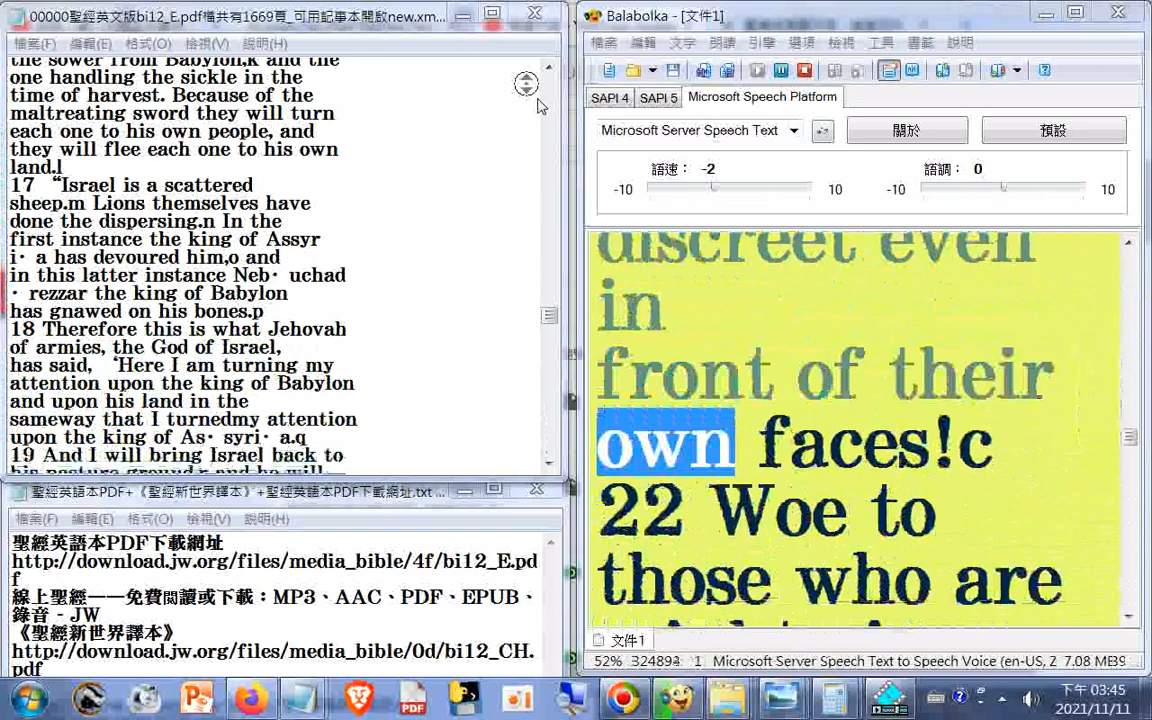 00000聖經英文版bi12_E.pdf檔共有1669頁_可用記事本開啟new.xm...
檔案(F) 編輯(E) 格式(O) 檢視(V) 說明(H)
the sower from Babylon,k and the
one handling the sickle in the
time of harvest. Because of the
maltreating sword they will turn
each one to his own people, and
they will flee each one to his own
land.l
17 “Israel is a scattered
sheep.m Lions themselves have
done the dispersing.n In the
first instance the king of Assyr
i· a has devoured him,o and
in this latter instance Neb· uchad
· rezzar the king of Babylon
has gnawed on his bones.p
18 Therefore this is what Jehovah
of armies, the God of Israel,
has said, ‘Here I am turning my
attention upon the king of Babylon
and upon his land in the
sameway that I turnedmy attention
upon the king of As· syri· a.q
19 And I will bring Israel back to
his pasture ground,r and he will
聖經英語本PDF+《聖經新世界譯本》+聖經英語本PDF下載網址.txt ...
檔案(F) 編輯(E) 格式(O) 檢視(V) 說明(H)
聖經英語本PDF下載網址
http://download.jw.org/files/media_bible/4f/bi12_E.pd
f
線上聖經——免費閱讀或下載：MP3、AAC、PDF、EPUB、
錄音 - JW
《聖經新世界譯本》
http://download.jw.org/files/media_bible/0d/bi12_CH.
pdf
Balabolka - [文件1]
檔案 編輯 文字 朗讀 引擎 選項 檢視 工具 書籤 說明
SAPI 4 SAPI 5 Microsoft Speech Platform
Microsoft Server Speech Text 關於 預設
語速： -2 語調： 0
-10 10 -10 10
discreet even
in
front of their
own faces!c
22 Woe to
those who are
文件1
52% 324892 1 Microsoft Server Speech Text to Speech Voice (en-US, Z 7.08 MB
下午 03:45
2021/11/11